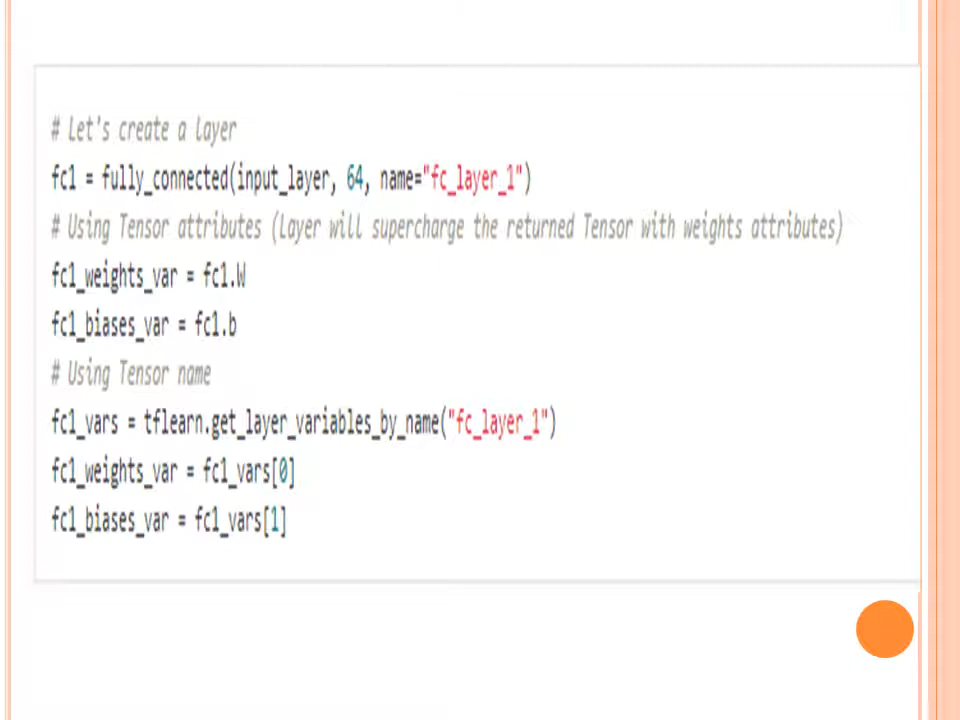 # Let's create a layer
fc1 = fully_connected(input_layer, 64, name="fc_layer_1")
# Using Tensor attributes (Layer will supercharge the returned Tensor with weights attributes)
fc1_weights_var = fc1.W
fc1_biases_var = fc1.b
# Using Tensor name
fc1_vars = tflearn.get_layer_variables_by_name("fc_layer_1")
fc1_weights_var = fc1_vars[0]
fc1_biases_var = fc1_vars[1]